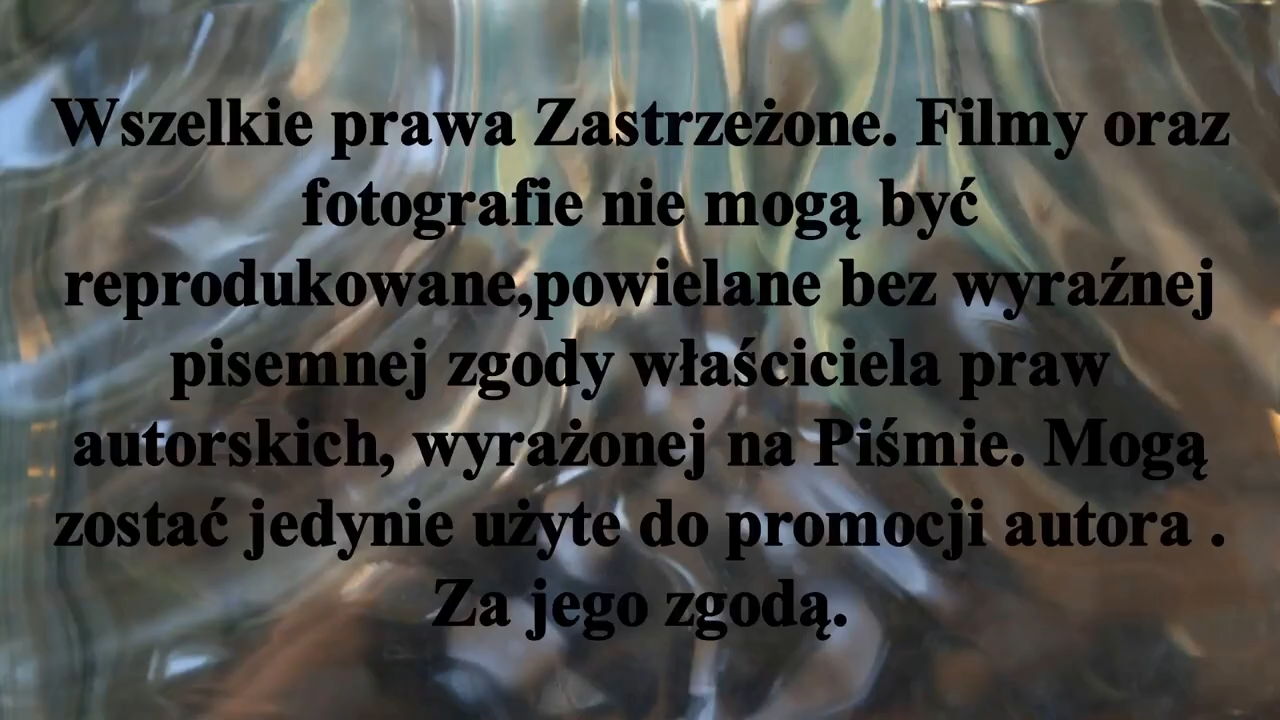 Wszelkie prawa Zastrzeżone. Filmy oraz
fotografie nie mogą być
reprodukowane,powielane bez wyraźnej
pisemnej zgody właściciela praw
autorskich, wyrażonej na Piśmie. Mogą
zostać jedynie użyte do promocji autora .
Za jego zgodą.